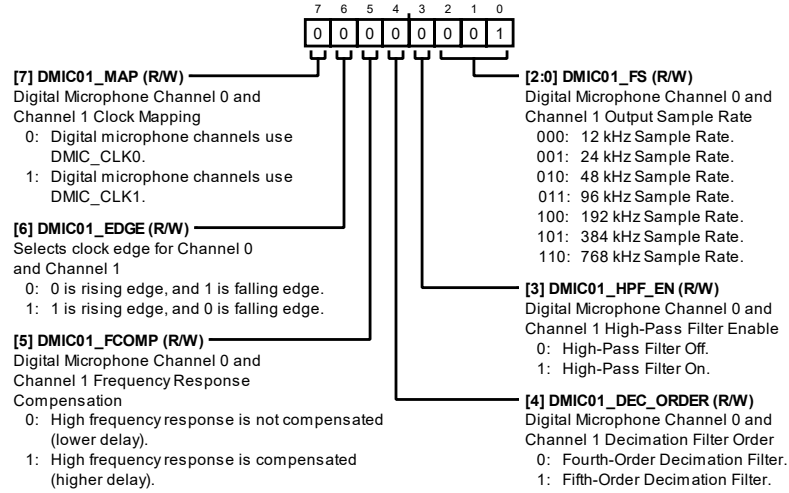 7 6 5 4 3 2 1 0
0 0 0 0 0 0 0 1
[7] DMIC01_MAP (R/W)
Digital Microphone Channel 0 and
Channel 1 Clock Mapping
0: Digital microphone channels use
DMIC_CLK0.
1: Digital microphone channels use
DMIC_CLK1.
[6] DMIC01_EDGE (R/W)
Selects clock edge for Channel 0
and Channel 1
0: 0 is rising edge, and 1 is falling edge.
1: 1 is rising edge, and 0 is falling edge.
[5] DMIC01_FCOMP (R/W)
Digital Microphone Channel 0 and
Channel 1 Frequency Response
Compensation
0: High frequency response is not compensated
(lower delay).
1: High frequency response is compensated
(higher delay).
[2:0] DMIC01_FS (R/W)
Digital Microphone Channel 0 and
Channel 1 Output Sample Rate
000: 12 kHz Sample Rate.
001: 24 kHz Sample Rate.
010: 48 kHz Sample Rate.
011: 96 kHz Sample Rate.
100: 192 kHz Sample Rate.
101: 384 kHz Sample Rate.
110: 768 kHz Sample Rate.
[3] DMIC01_HPF_EN (R/W)
Digital Microphone Channel 0 and
Channel 1 High-Pass Filter Enable
0: High-Pass Filter Off.
1: High-Pass Filter On.
[4] DMIC01_DEC_ORDER (R/W)
Digital Microphone Channel 0 and
Channel 1 Decimation Filter Order
0: Fourth-Order Decimation Filter.
1: Fifth-Order Decimation Filter.